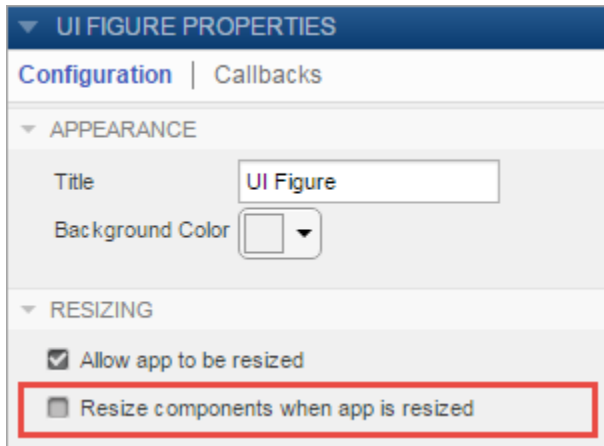 UI FIGURE PROPERTIES
Configuration | Callbacks
APPEARANCE
Title UI Figure
Background Color
RESIZING
Allow app to be resized
Resize components when app is resized